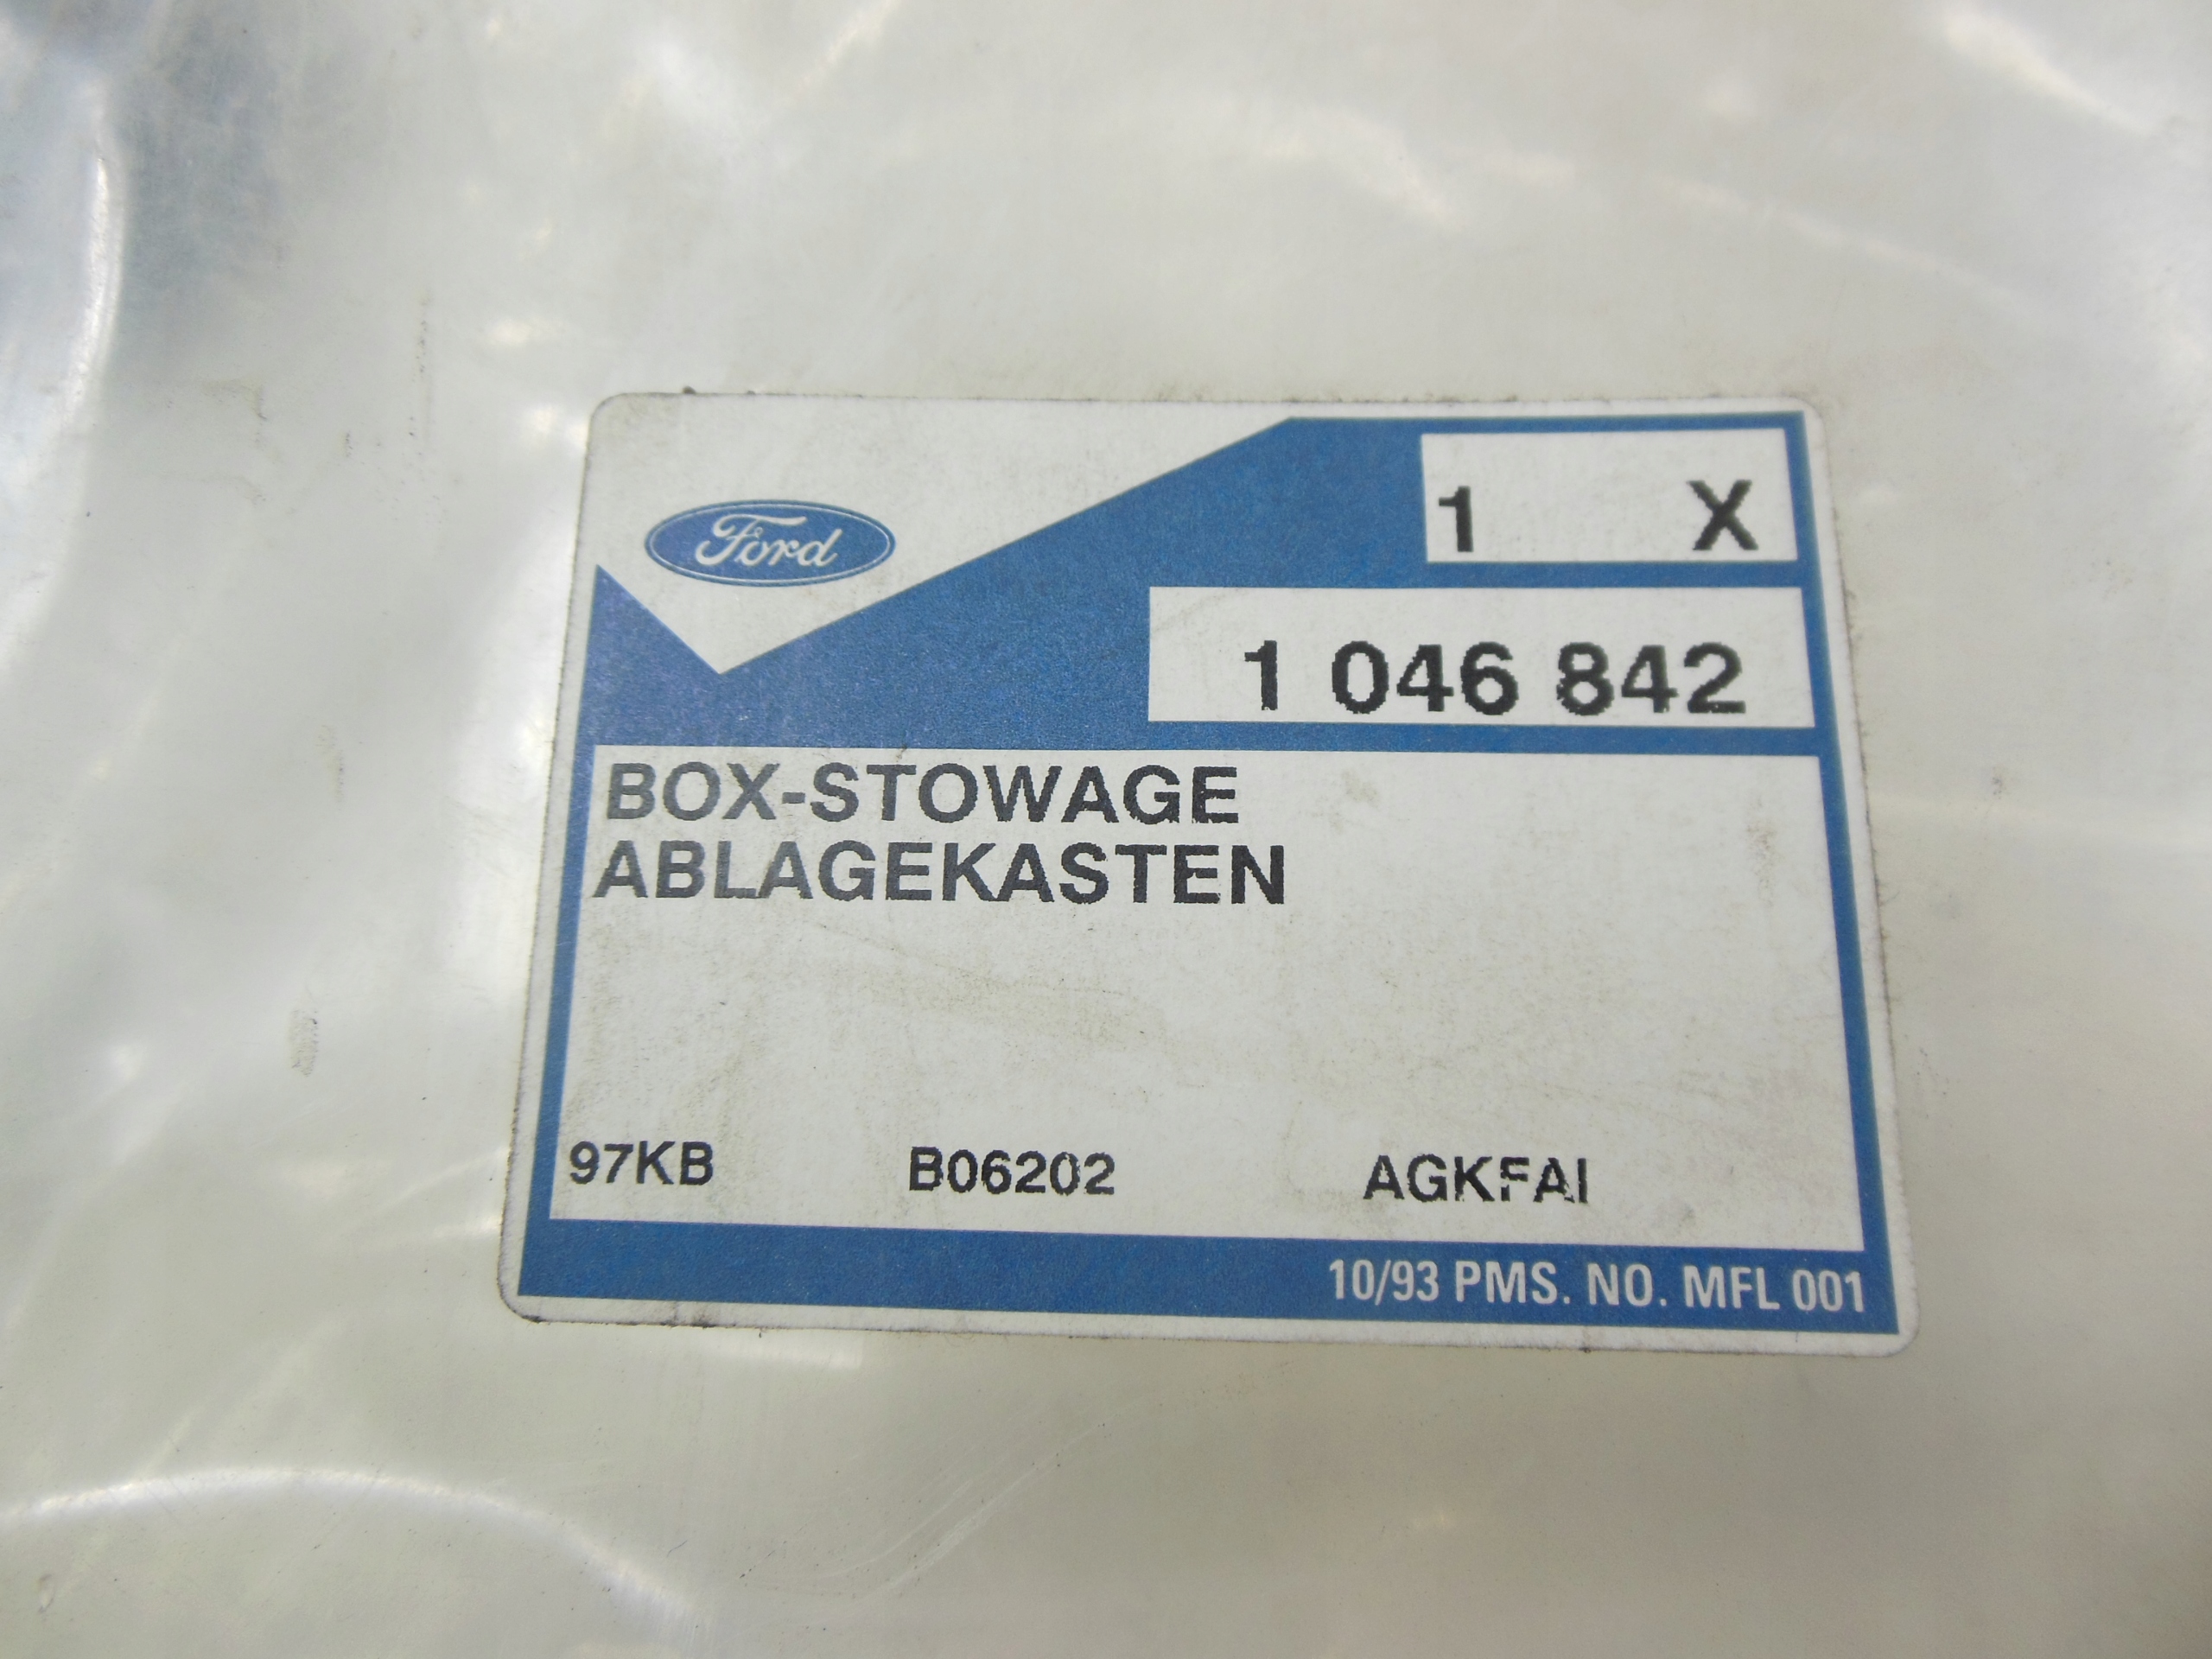 Ford
1 X
1 046 842
BOX-STOWAGE
ABLAGEKASTEN
97KB B06202 AGKFAI
10/93 PMS. NO. MFL 001